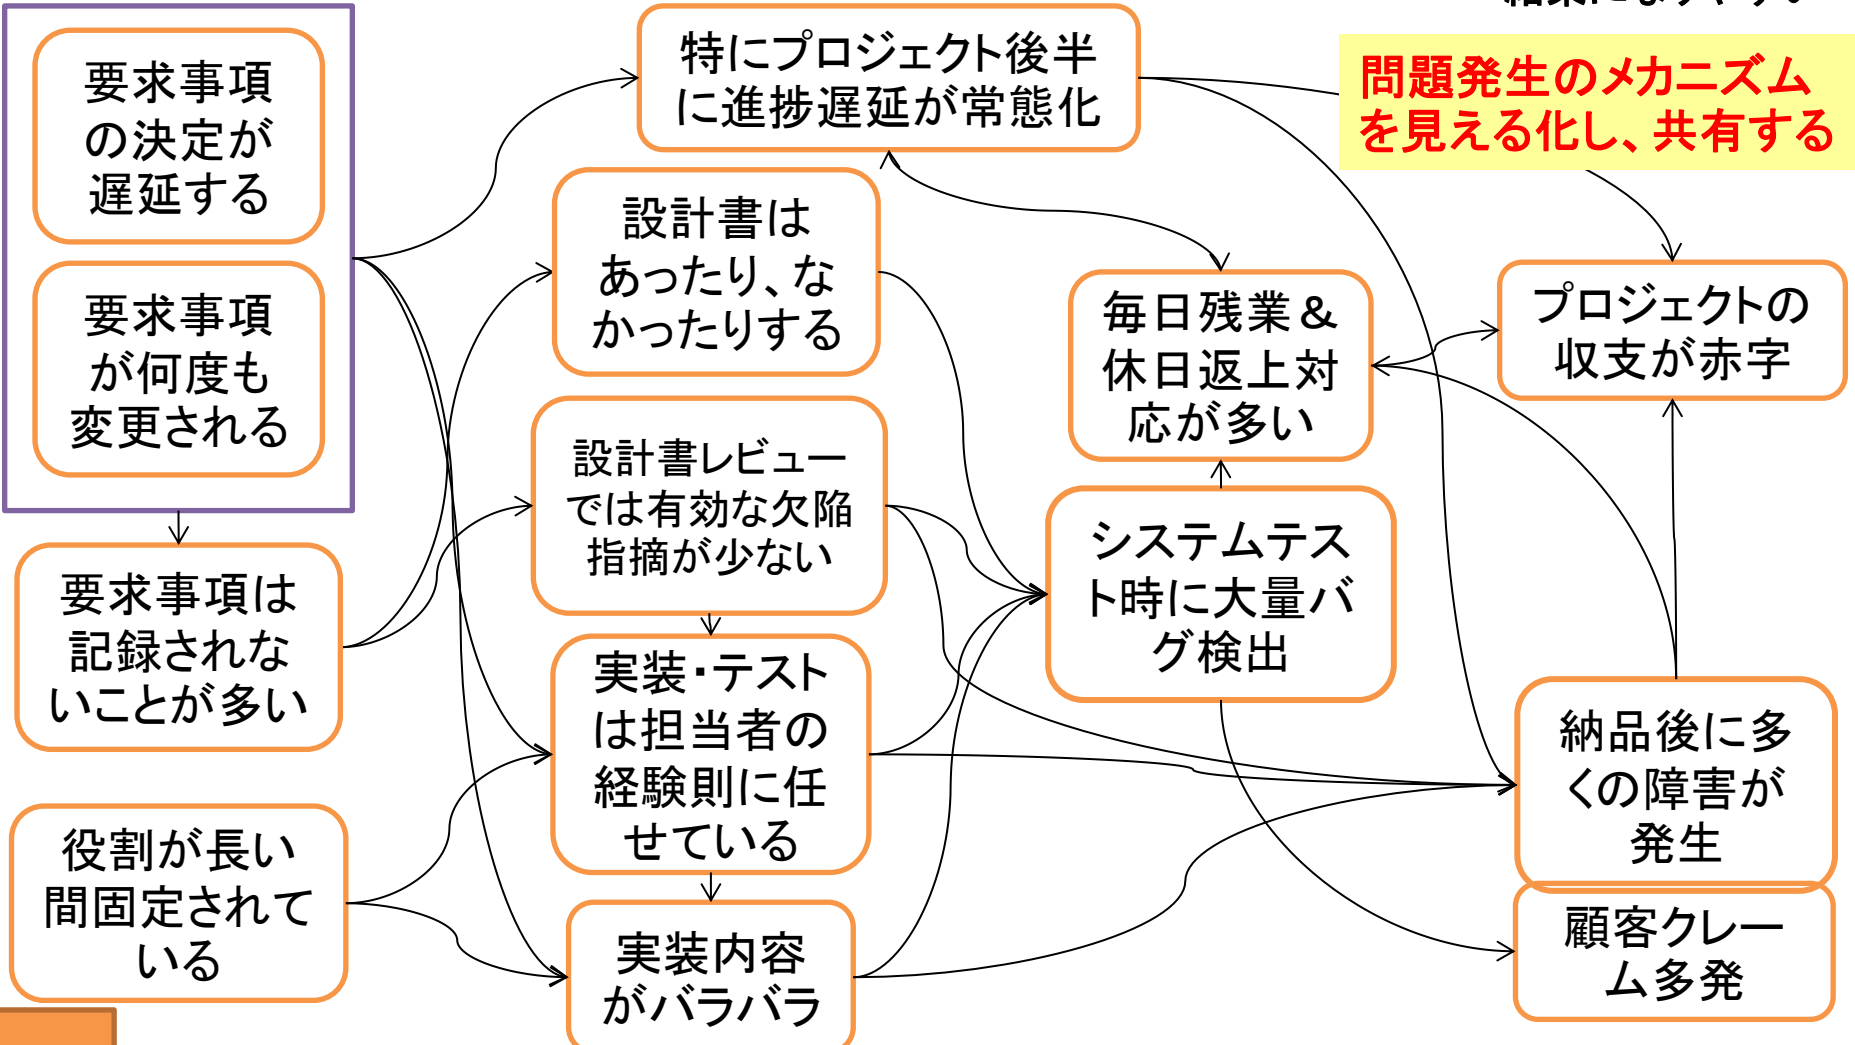 要求事項
の決定が
遅延する
要求事項
が何度も
変更される
要求事項は
記録されな
いことが多い
役割が長い
間固定されて
いる
特にプロジェクト後半
に進捗遅延が常態化
設計書は
あったり、な
かったりする
設計書レビュー
では有効な欠陥
指摘が少ない
実装・テスト
は担当者の
経験則に任
せている
実装内容
がバラバラ
毎日残業＆
休日返上対
応が多い
システムテス
ト時に大量バ
グ検出
問題発生のメカニズム
を見える化し、共有する
プロジェクトの
収支が赤字
納品後に多
くの障害が
発生
顧客クレー
ム多発